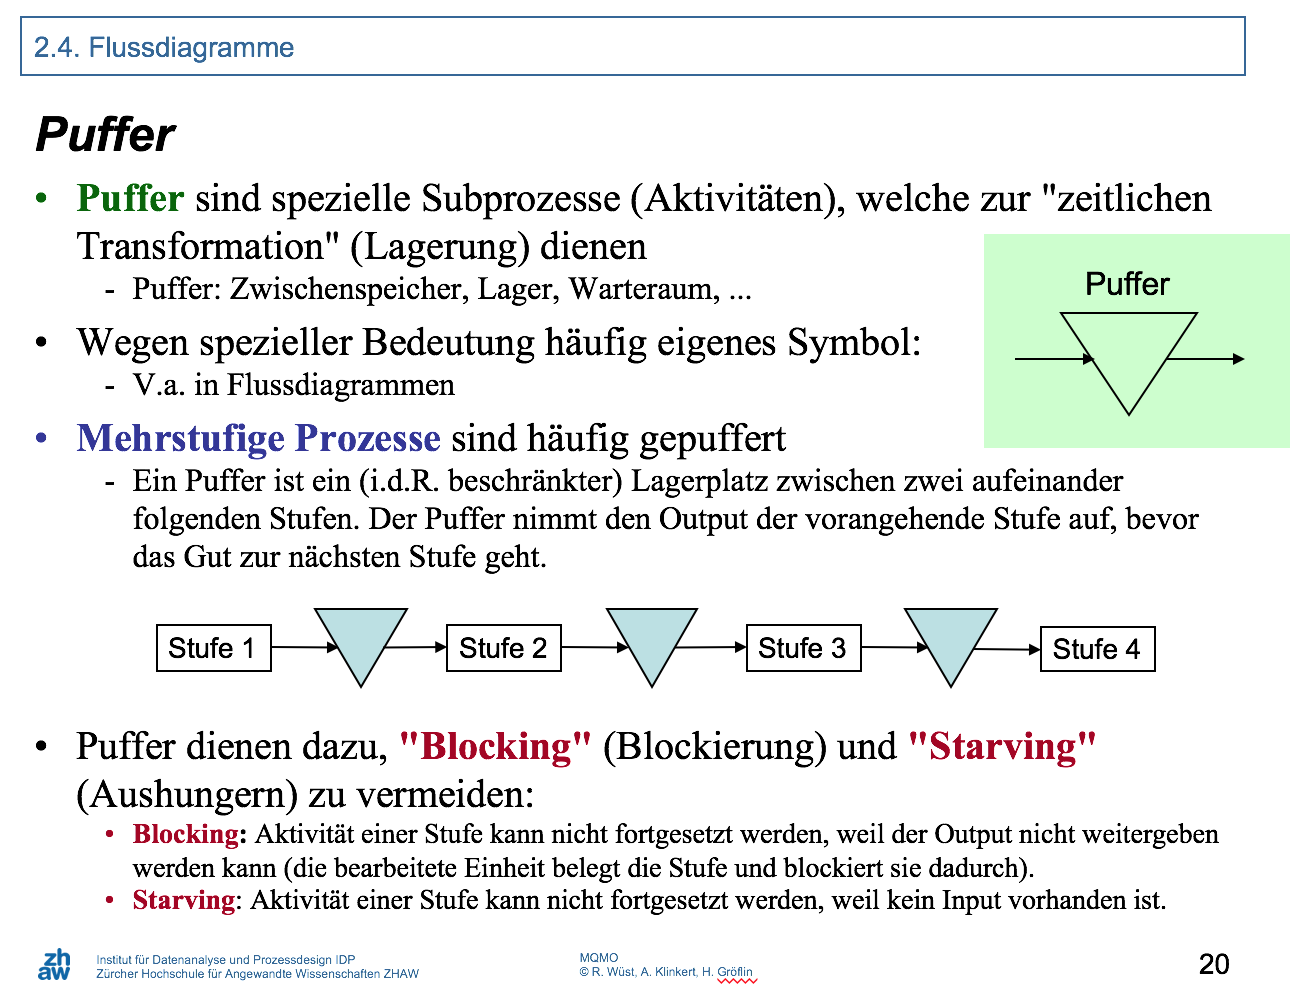 2.4. Flussdiagramme
Puffer
• Puffer sind spezielle Subprozesse (Aktivitäten), welche zur "zeitlichen
Transformation" (Lagerung) dienen
- Puffer: Zwischenspeicher, Lager, Warteraum, ...
Puffer
• Wegen spezieller Bedeutung häufig eigenes Symbol:
- V.a. in Flussdiagrammen
• Mehrstufige Prozesse sind häufig gepuffert
- Ein Puffer ist ein (i.d.R. beschränkter) Lagerplatz zwischen zwei aufeinander
folgenden Stufen. Der Puffer nimmt den Output der vorangehende Stufe auf, bevor
das Gut zur nächsten Stufe geht.
Stufe 1
Stufe 2
Stufe 3
Stufe 4
• Puffer dienen dazu, "Blocking" (Blockierung) und "Starving"
(Aushungern) zu vermeiden:
• Blocking: Aktivität einer Stufe kann nicht fortgesetzt werden, weil der Output nicht weitergeben
werden kann (die bearbeitete Einheit belegt die Stufe und blockiert sie dadurch).
• Starving: Aktivität einer Stufe kann nicht fortgesetzt werden, weil kein Input vorhanden ist.
zh
aw
Institut für Datenanalyse und Prozessdesign IDP
Zürcher Hochschule für Angewandte Wissenschaften ZHAW
MQMO
© R. Wüst, A. Klinkert, H. Gröflin
20